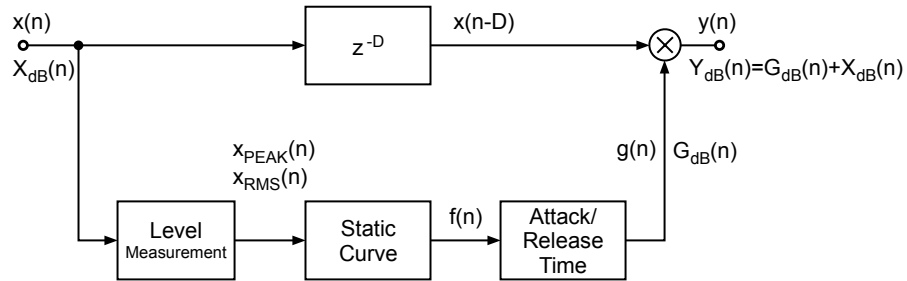 x(n)
X_dB(n)
z^-D
x(n-D)
y(n)
Y_dB(n)=G_dB(n)+X_dB(n)
x_PEAK(n)
x_RMS(n)
g(n)
G_dB(n)
Level
Measurement
Static
Curve
f(n)
Attack/
Release
Time